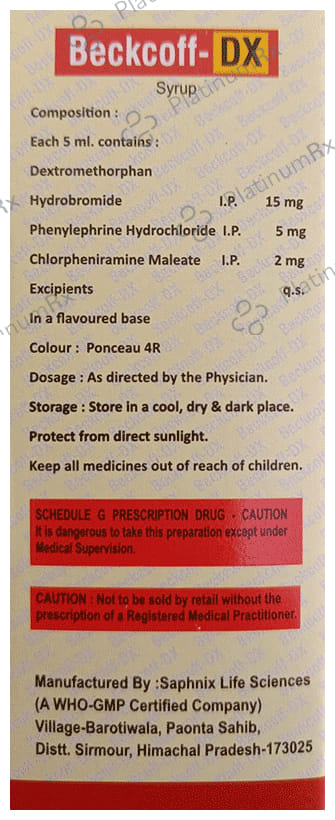 Beckcoff-DX
Syrup
Composition :
Each 5 ml. contains :
Dextromethorphan
Hydrobromide I.P. 15 mg
Phenylephrine Hydrochloride I.P. 5 mg
Chlorpheniramine Maleate I.P. 2 mg
Excipients q.s.
In a flavoured base
Colour : Ponceau 4R
Dosage : As directed by the Physician.
Storage : Store in a cool, dry & dark place.
Protect from direct sunlight.
Keep all medicines out of reach of children.
SCHEDULE G PRESCRIPTION DRUG - CAUTION
It is dangerous to take this preparation except under
Medical Supervision.
CAUTION : Not to be sold by retail without the
prescription of a Registered Medical Practitioner.
Manufactured By :Saphnix Life Sciences
(A WHO-GMP Certified Company)
Village-Barotiwala, Paonta Sahib,
Distt. Sirmour, Himachal Pradesh-173025
PlatinumRx